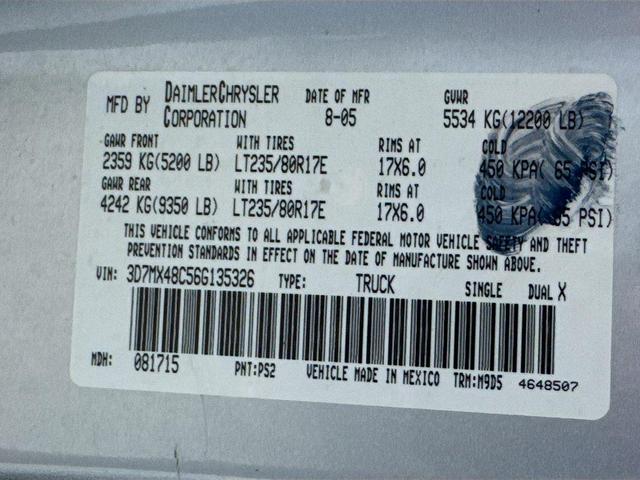 MFD BY DAIMLERCHRYSLER CORPORATION DATE OF MFR 8-05 GVWR 5534 KG(12200 LB)
GAWR FRONT WITH TIRES RIMS AT COLD
2359 KG(5200 LB) LT235/80R17E 17X6.0 450 KPA( 65 PSI)
GAWR REAR WITH TIRES RIMS AT COLD
4242 KG(9350 LB) LT235/80R17E 17X6.0 450 KPA( 65 PSI)
THIS VEHICLE CONFORMS TO ALL APPLICABLE FEDERAL MOTOR VEHICLE SAFETY AND THEFT
PREVENTION STANDARDS IN EFFECT ON THE DATE OF MANUFACTURE SHOWN ABOVE.
VIN: 3D7MX48C56G135326 TYPE: TRUCK SINGLE DUAL X
MDH: 081715 PNT:PS2 VEHICLE MADE IN MEXICO TRM:M9D5 4648507